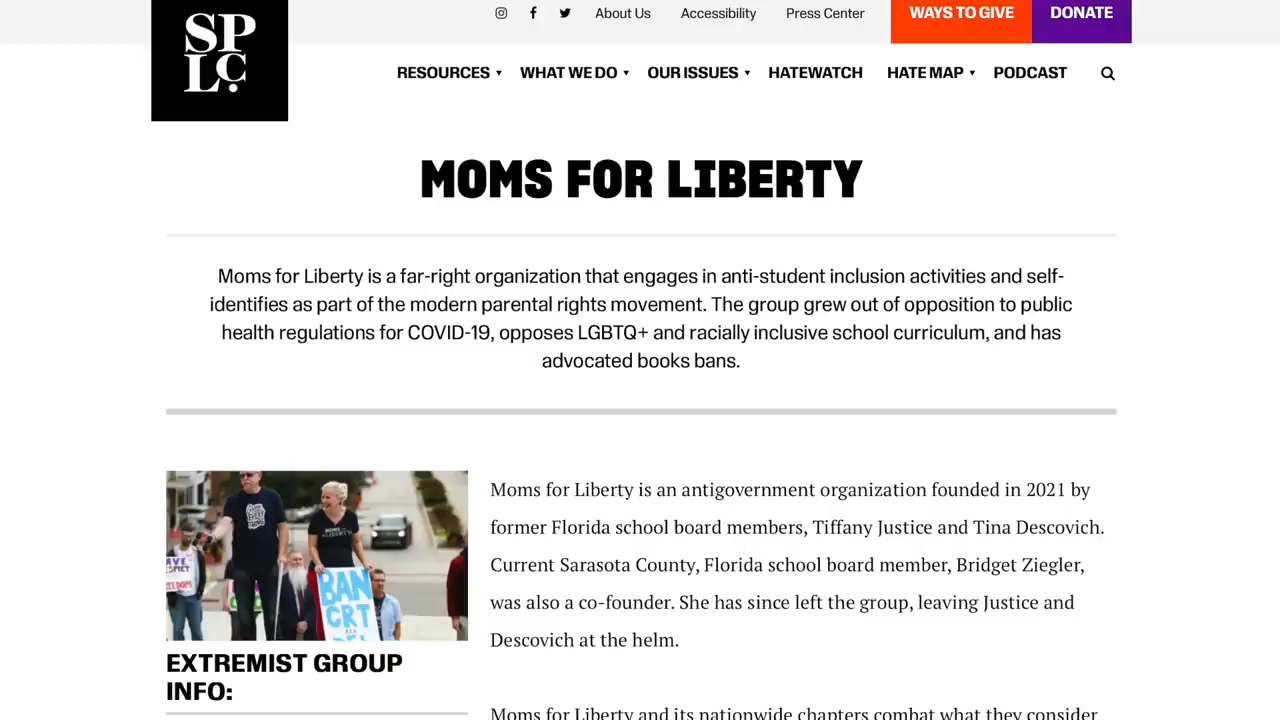 SP
LC.
About Us Accessibility Press Center WAYS TO GIVE DONATE
RESOURCES WHAT WE DO OUR ISSUES HATEWATCH HATE MAP PODCAST
MOMS FOR LIBERTY
Moms for Liberty is a far-right organization that engages in anti-student inclusion activities and self-
identifies as part of the modern parental rights movement. The group grew out of opposition to public
health regulations for COVID-19, opposes LGBTQ+ and racially inclusive school curriculum, and has
advocated books bans.
BAN
CRT
Moms for Liberty is an antigovernment organization founded in 2021 by
former Florida school board members, Tiffany Justice and Tina Descovich.
Current Sarasota County, Florida school board member, Bridget Ziegler,
was also a co-founder. She has since left the group, leaving Justice and
Descovich at the helm.
EXTREMIST GROUP
INFO:
Moms for Liberty and its nationwide chapters combat what they consider